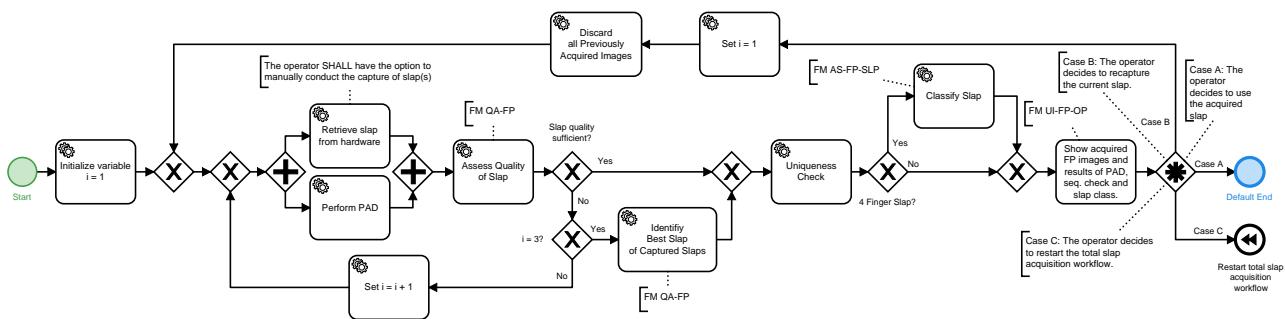 Discard
all Previously
Acquired Images
Set i = 1
The operator SHALL have the option to
manually conduct the capture of slap(s)
FM AS-FP-SLP
Classify Slap
Case B: The operator
decides to recapture
the current slap.
Case A: The
operator
decides to use
the acquired
slap
Retrieve slap
from hardware
FM QA-FP
Slap quality
sufficient?
FM UI-FP-OP
Case B
Yes
Start
Initialize variable
i = 1
Perform PAD
Assess Quality
of Slap
Yes
Uniqueness
Check
No
4 Finger Slap?
Show acquired
FP images and
results of PAD,
seq. check and
slap class.
Case A
Default End
No
i = 3?
Yes
Identifiy
Best Slap
of Captured Slaps
No
Case C: The operator decides
to restart the total slap
acquisition workflow.
Case C
Restart total slap
acquisition
workflow
Set i = i + 1
FM QA-FP